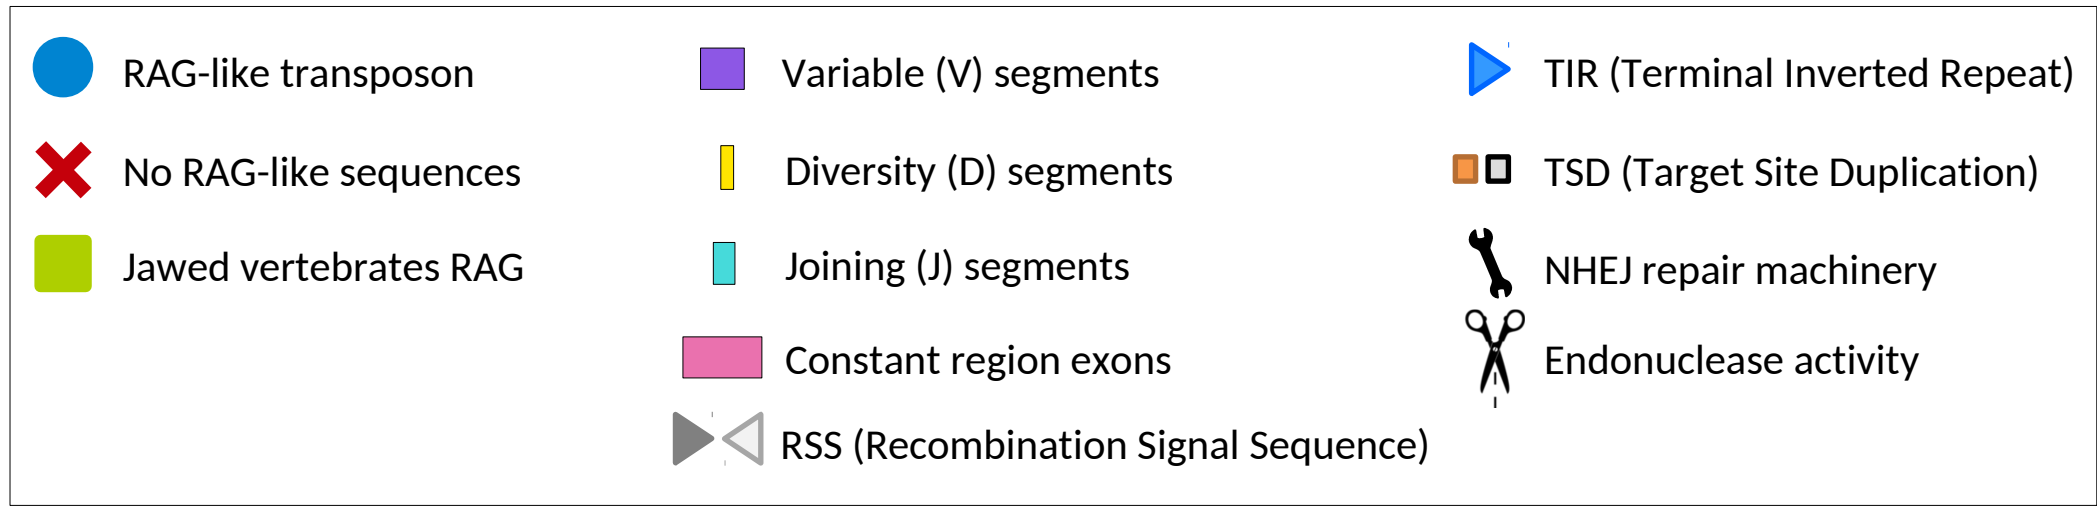 RAG-like transposon
No RAG-like sequences
Jawed vertebrates RAG
Variable (V) segments
Diversity (D) segments
Joining (J) segments
Constant region exons
RSS (Recombination Signal Sequence)
TIR (Terminal Inverted Repeat)
TSD (Target Site Duplication)
NHEJ repair machinery
Endonuclease activity